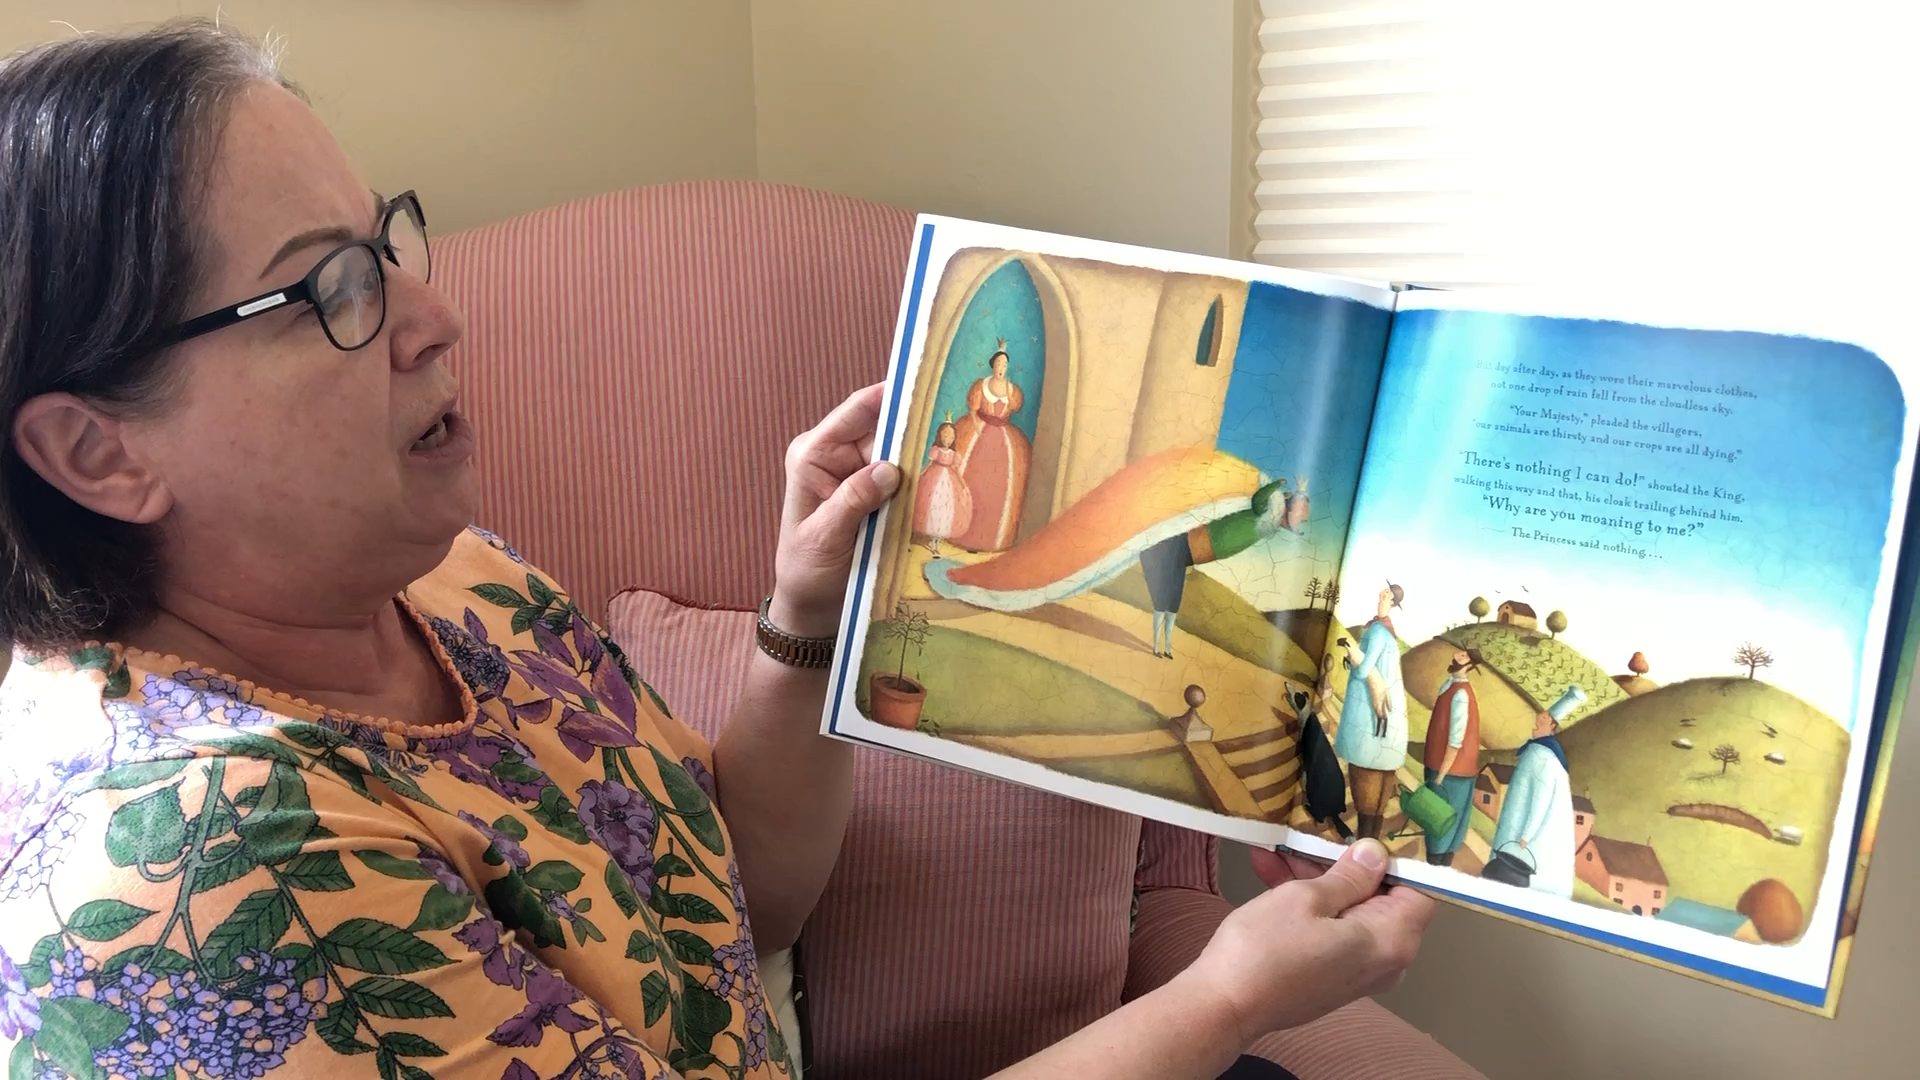 But day after day, as they wore their marvelous clothes,
not one drop of rain fell from the cloudless sky.
"Your Majesty," pleaded the villagers,
"our animals are thirsty and our crops are all dying."
"There's nothing I can do!" shouted the King,
walking this way and that, his cloak trailing behind him.
"Why are you moaning to me?"
The Princess said nothing...